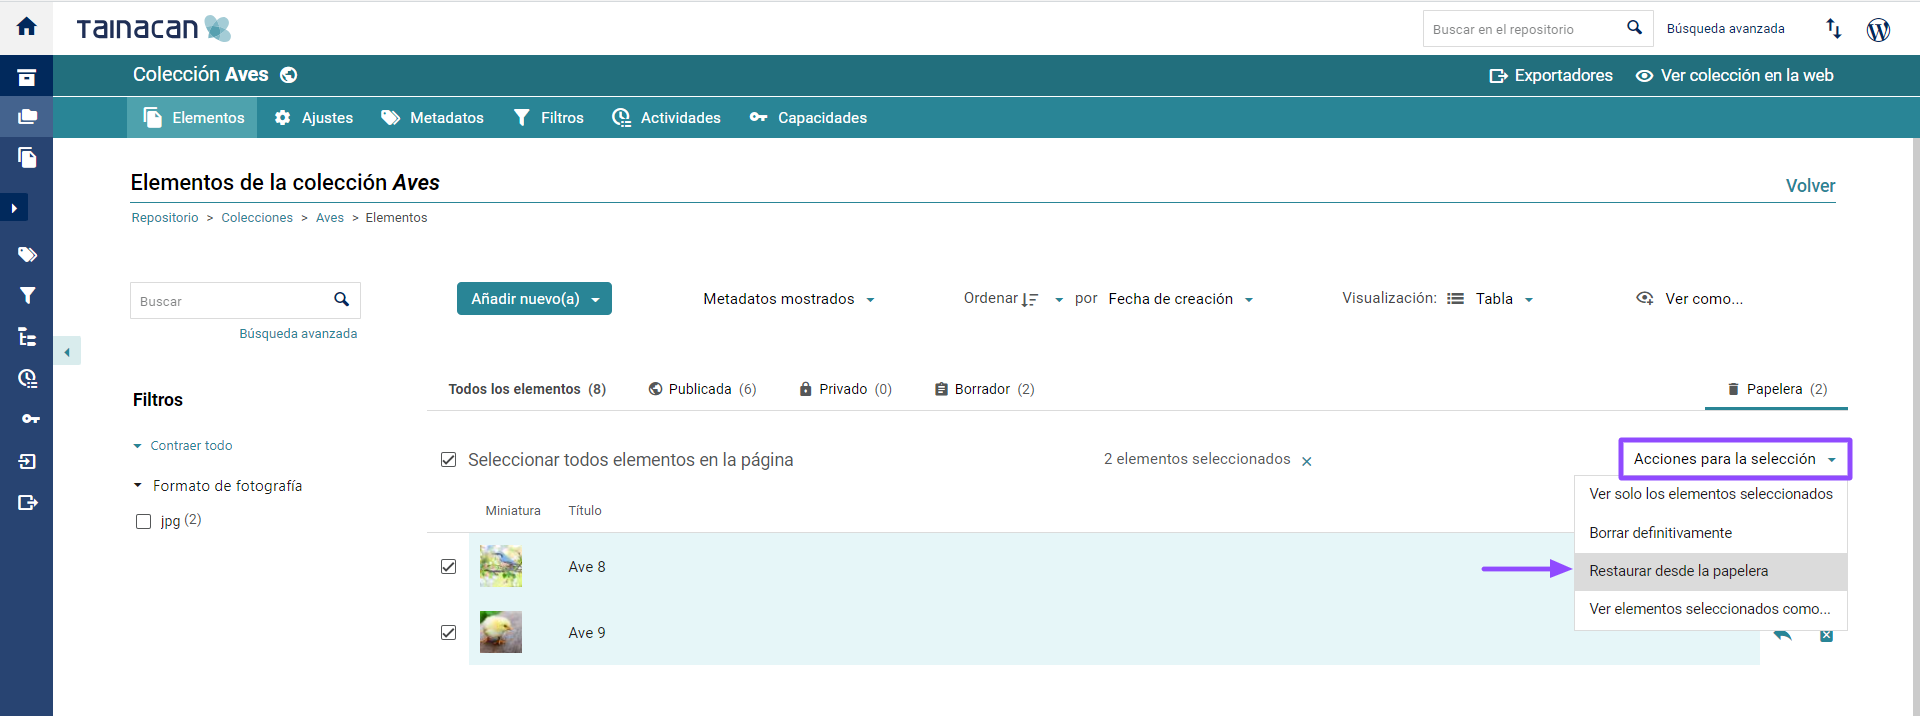 TAINACAN
Buscar en el repositorio
Búsqueda avanzada
Colección Aves
Exportadores
Ver colección en la web
Elementos
Ajustes
Metadatos
Filtros
Actividades
Capacidades
Elementos de la colección Aves
Volver
Repositorio > Colecciones > Aves > Elementos
Buscar
Búsqueda avanzada
Añadir nuevo(a)
Metadatos mostrados
Ordenar
por
Fecha de creación
Visualización:
Tabla
Ver como...
Filtros
Contraer todo
Formato de fotografía
jpg (2)
Todos los elementos (8)
Publicada (6)
Privado (0)
Borrador (2)
Papelera (2)
Seleccionar todos elementos en la página
2 elementos seleccionados
Acciones para la selección
Ver solo los elementos seleccionados
Borrar definitivamente
Restaurar desde la papelera
Ver elementos seleccionados como...
Miniatura
Título
Ave 8
Ave 9